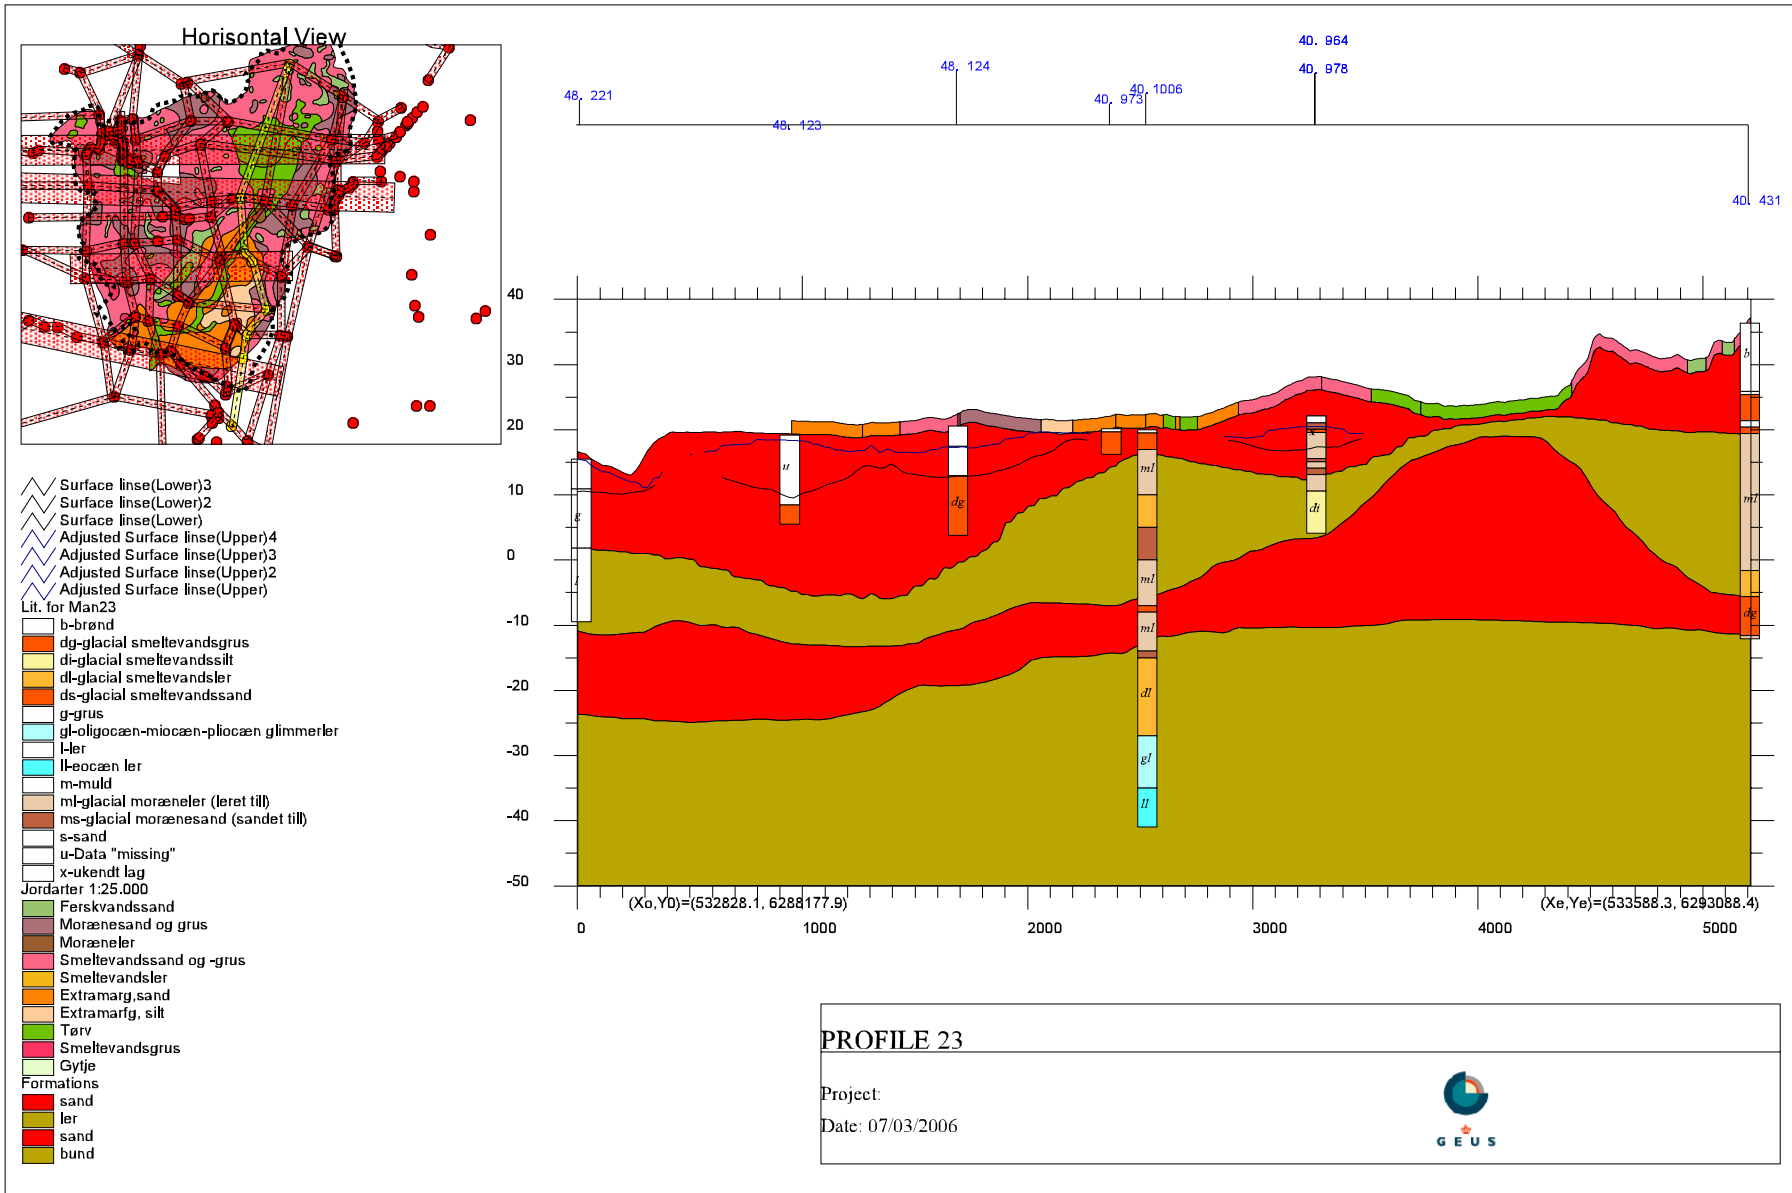 Horisontal View
40. 964
40. 978
48. 124
48. 221
40. 1006
40. 973
48. 123
40. 431
40
30
20
10
0
-10
-20
-30
-40
-50
b
u
g
l
dg
ml
x
di
ml
ml
ml
dl
gl
ll
dg
Surface linse(Lower)3
Surface linse(Lower)2
Surface linse(Lower)
Adjusted Surface linse(Upper)4
Adjusted Surface linse(Upper)3
Adjusted Surface linse(Upper)2
Adjusted Surface linse(Upper)
Lit. for Man23
b-brønd
dg-glacial smeltevandsgrus
di-glacial smeltevandssilt
dl-glacial smeltevandsler
ds-glacial smeltevandssand
g-grus
gl-oligocæn-miocæn-pliocæn glimmerler
l-ler
ll-eocæn ler
m-muld
ml-glacial moræneler (leret till)
ms-glacial morænesand (sandet till)
s-sand
u-Data "missing"
x-ukendt lag
Jordarter 1:25.000
Ferskvandssand
Morænesand og grus
Moræneler
Smeltevandssand og -grus
Smeltevandsler
Extramarg,sand
Extramarfg, silt
Tørv
Smeltevandsgrus
Gytje
Formations
sand
ler
sand
bund
(Xo,Y0)=(532828.1, 6288177.9)
(Xe,Ye)=(533588.3, 6293088.4)
0
1000
2000
3000
4000
5000
PROFILE 23
Project:
Date: 07/03/2006
G E U S